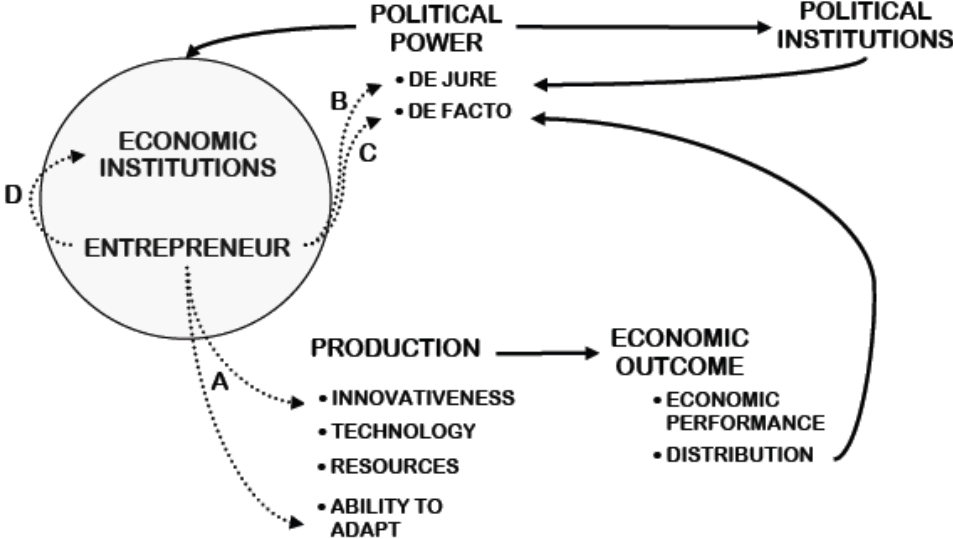 POLITICAL
POWER
• DE JURE
• DE FACTO
POLITICAL
INSTITUTIONS
B
C
ECONOMIC
INSTITUTIONS
D
ENTREPRENEUR
A
PRODUCTION
• INNOVATIVENESS
• TECHNOLOGY
• RESOURCES
• ABILITY TO
ADAPT
ECONOMIC
OUTCOME
• ECONOMIC
PERFORMANCE
• DISTRIBUTION